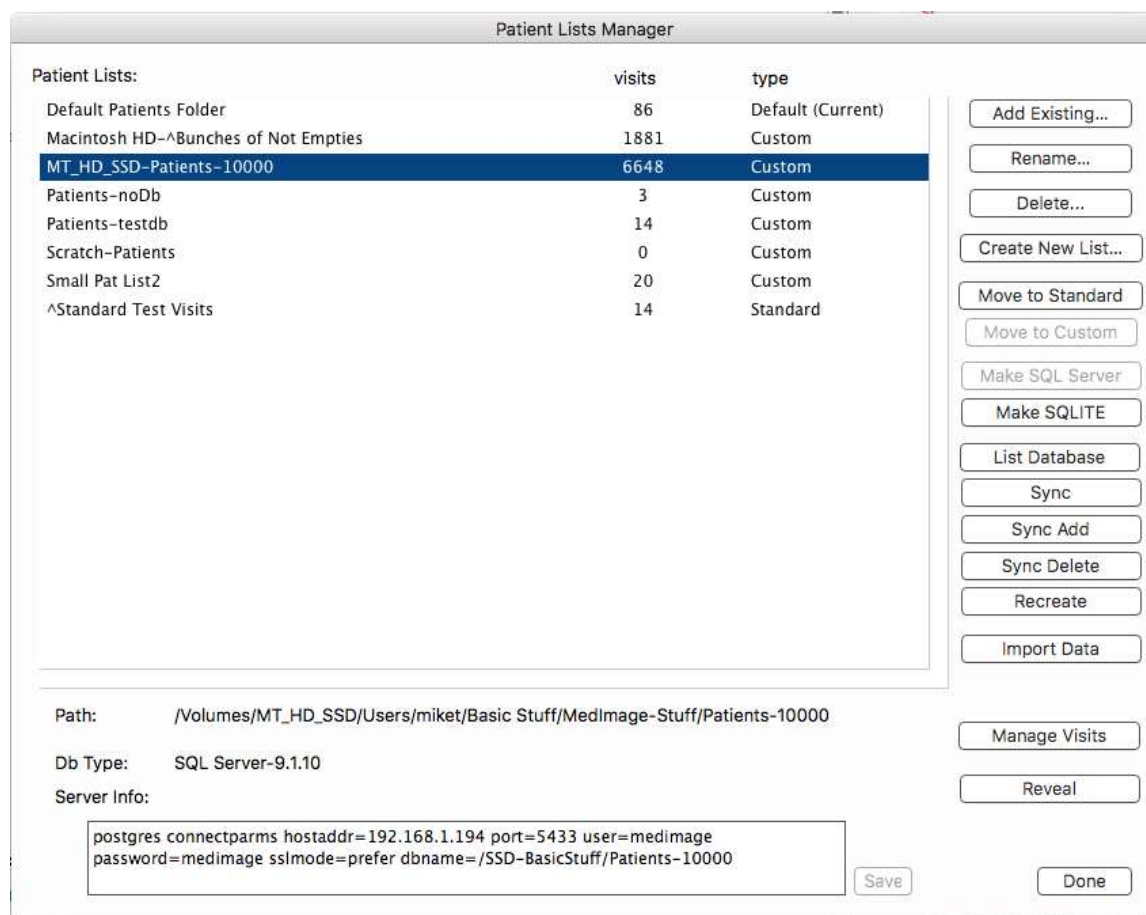 Patient Lists Manager
Patient Lists: visits type
Default Patients Folder 86 Default (Current)
Macintosh HD-^Bunches of Not Empties 1881 Custom
MT_HD_SSD-Patients-10000 6648 Custom
Patients-noDb 3 Custom
Patients-testdb 14 Custom
Scratch-Patients 0 Custom
Small Pat List2 20 Custom
^Standard Test Visits 14 Standard
Add Existing...
Rename...
Delete...
Create New List...
Move to Standard
Move to Custom
Make SQL Server
Make SQLITE
List Database
Sync
Sync Add
Sync Delete
Recreate
Import Data
Path: /Volumes/MT_HD_SSD/Users/miket/Basic Stuff/MedImage-Stuff/Patients-10000
Manage Visits
Db Type: SQL Server-9.1.10
Reveal
Server Info:
postgres connectparms hostaddr=192.168.1.194 port=5433 user=medimage
password=medimage sslmode=prefer dbname=/SSD-BasicStuff/Patients-10000
Save
Done